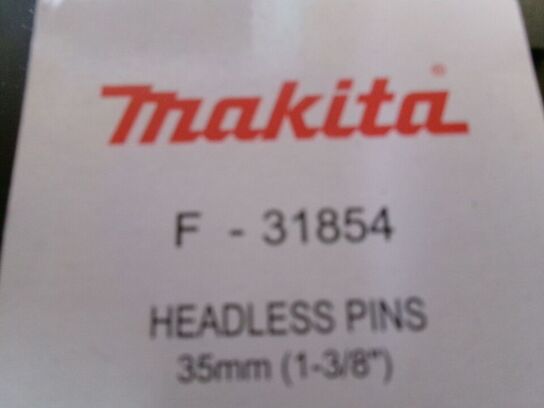 makita®
F - 31854
HEADLESS PINS
35mm (1-3/8")